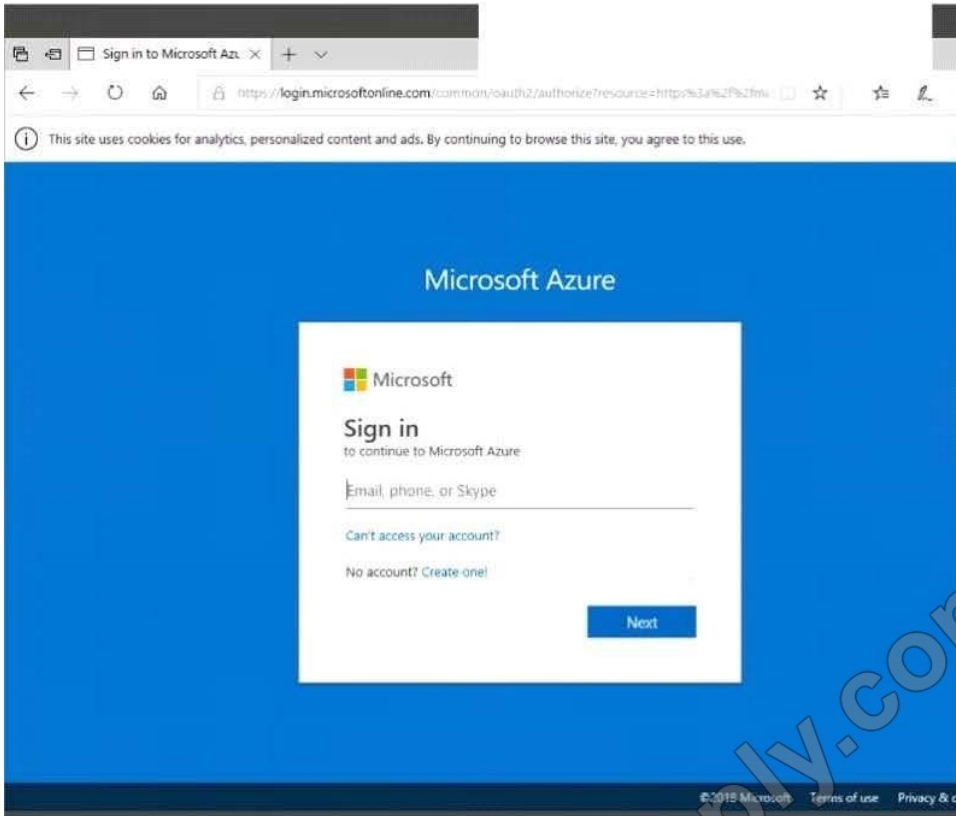 Sign in to Microsoft Azu
https://login.microsoftonline.com/common/oauth2/authorize?resource=https%3a%2f%2fm
This site uses cookies for analytics, personalized content and ads. By continuing to browse this site, you agree to this use.
Microsoft Azure
Microsoft
Sign in
to continue to Microsoft Azure
Email, phone, or Skype
Can't access your account?
No account? Create one!
Next
©2018 Microsoft Terms of use Privacy & c
ply.com